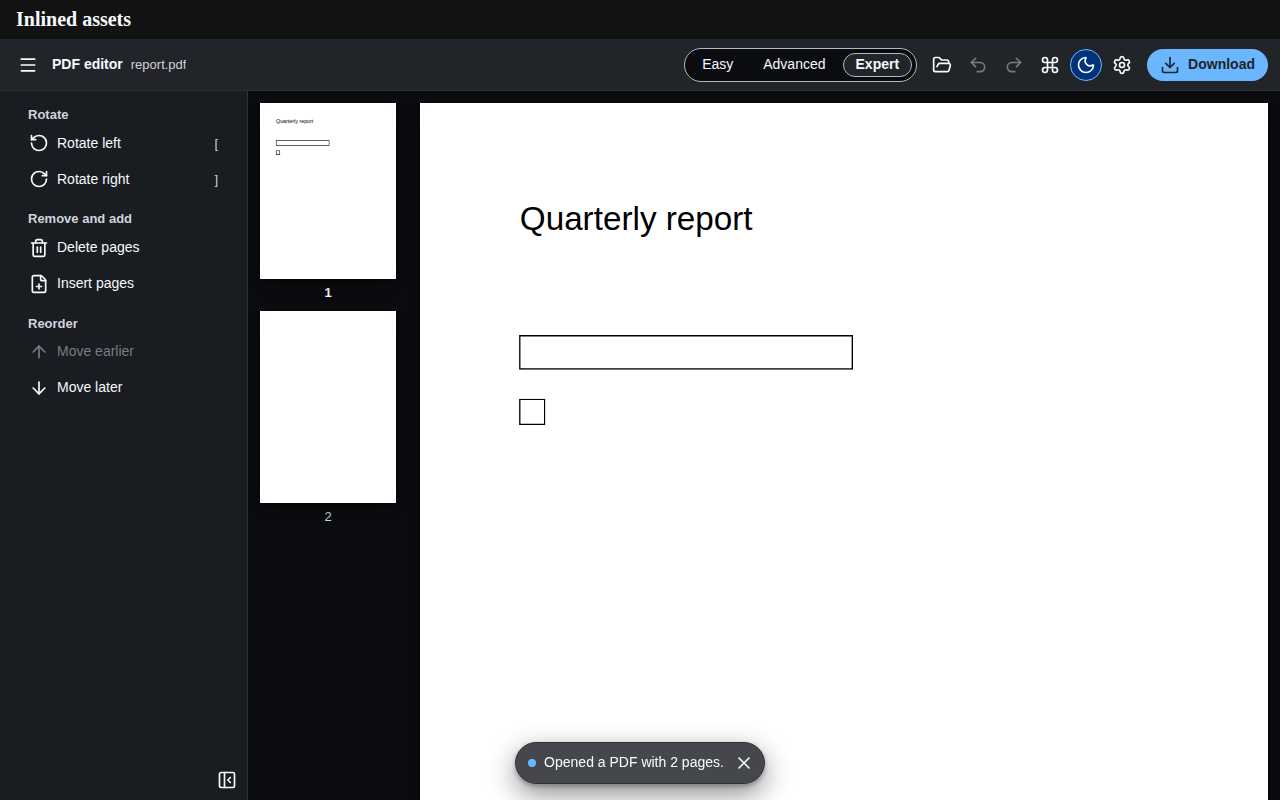 Inlined assets
PDF editor report.pdf
Easy Advanced Expert
Download
Rotate
Rotate left [
Rotate right ]
Remove and add
Delete pages
Insert pages
Reorder
Move earlier
Move later
Quarterly report
1
2
Quarterly report
Opened a PDF with 2 pages.